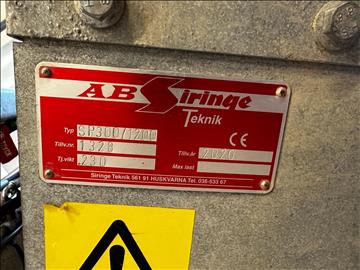 AB Siringe
Teknik
Typ SP300/1200
Tillv.nr. 1328 Tillv.år 2020
Tj.vikt 230 Max last
Siringe Teknik 561 91 HUSKVARNA Tel. 036-533 67